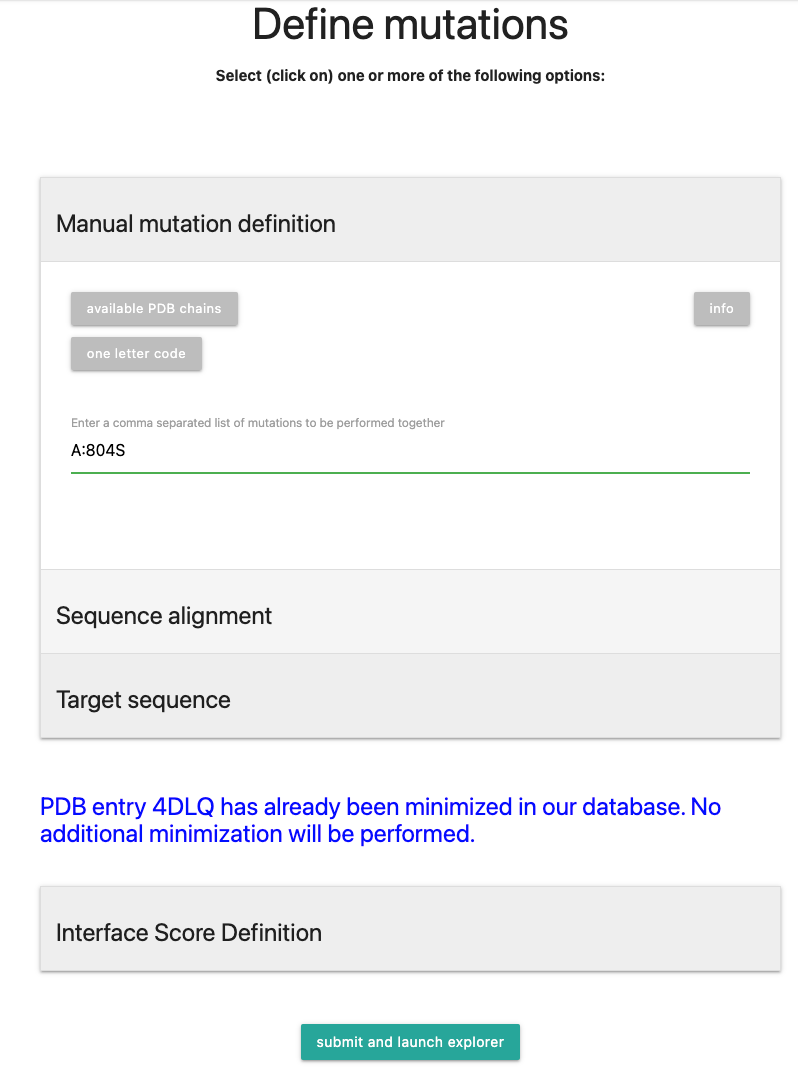 Define mutations
Select (click on) one or more of the following options:
Manual mutation definition
available PDB chains
info
one letter code
Enter a comma separated list of mutations to be performed together
A:804S
Sequence alignment
Target sequence
PDB entry 4DLQ has already been minimized in our database. No
additional minimization will be performed.
Interface Score Definition
submit and launch explorer